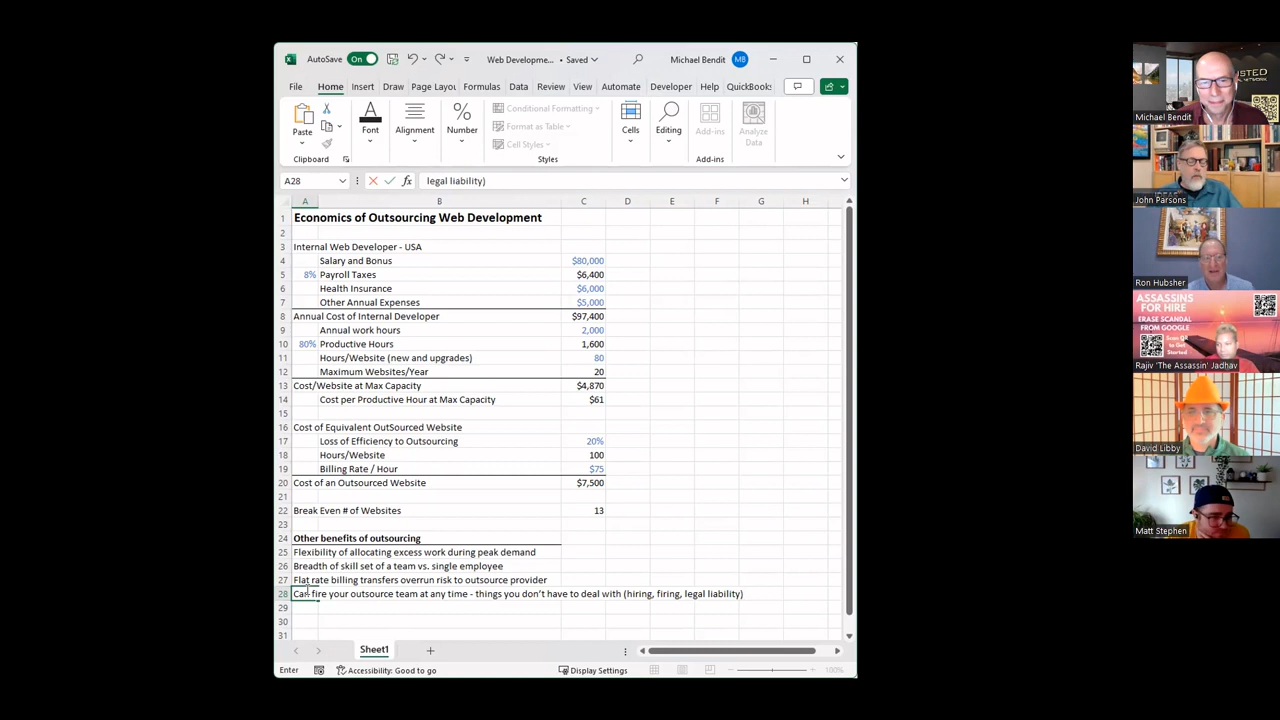 AutoSave On Web Developme... • Saved Michael Bendit MB
File Home Insert Draw Page Layou Formulas Data Review View Automate Developer Help QuickBooks
Paste Font Alignment Number Conditional Formatting Format as Table Cell Styles Cells Editing Add-ins Analyze Data
Clipboard Styles Add-ins
A28 fx legal liability)
A B C D E F G H
1 Economics of Outsourcing Web Development
2
3 Internal Web Developer - USA
4 Salary and Bonus $80,000
5 8% Payroll Taxes $6,400
6 Health Insurance $6,000
7 Other Annual Expenses $5,000
8 Annual Cost of Internal Developer $97,400
9 Annual work hours 2,000
10 80% Productive Hours 1,600
11 Hours/Website (new and upgrades) 80
12 Maximum Websites/Year 20
13 Cost/Website at Max Capacity $4,870
14 Cost per Productive Hour at Max Capacity $61
15
16 Cost of Equivalent OutSourced Website
17 Loss of Efficiency to Outsourcing 20%
18 Hours/Website 100
19 Billing Rate / Hour $75
20 Cost of an Outsourced Website $7,500
21
22 Break Even # of Websites 13
23
24 Other benefits of outsourcing
25 Flexibility of allocating excess work during peak demand
26 Breadth of skill set of a team vs. single employee
27 Flat rate billing transfers overrun risk to outsource provider
28 Can fire your outsource team at any time - things you don't have to deal with (hiring, firing, legal liability)
29
30
31
Sheet1
Enter Accessibility: Good to go Display Settings 100%
Michael Bendit
John Parsons
Ron Hubsher
ASSASSINS
FOR HIRE
ERASE SCANDAL
FROM GOOGLE
Scan QR
to Get
Started
Rajiv 'The Assassin' Jadhav
David Libby
Matt Stephen